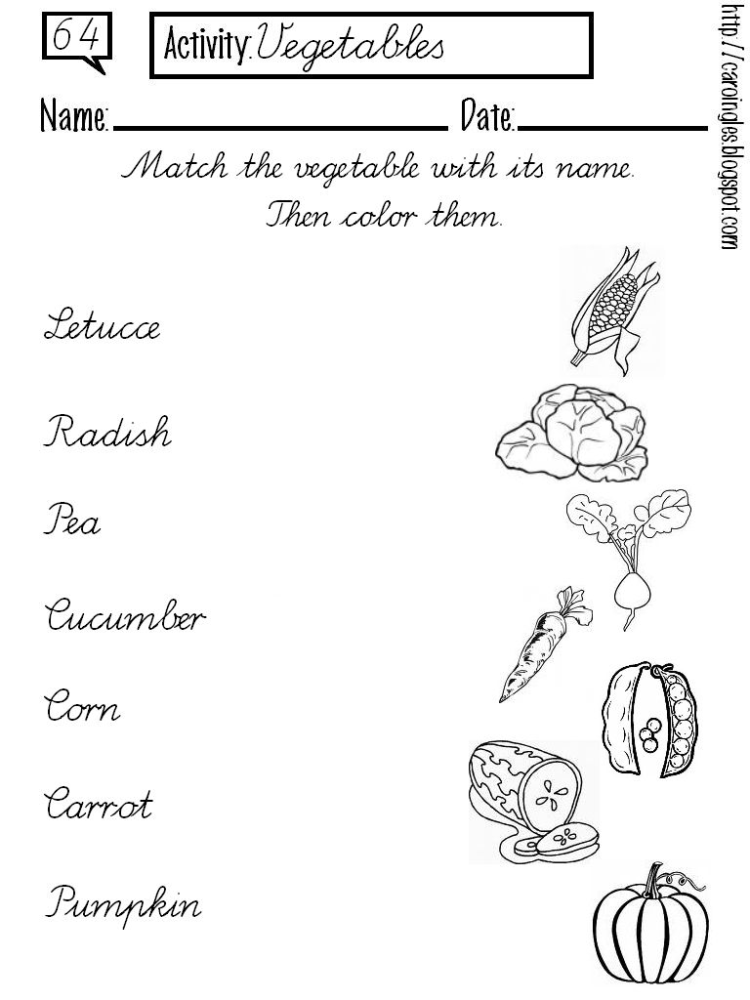 64
Activity: Vegetables
http://caroingles.blogspot.com
Name: Date:
Match the vegetable with its name.
Then color them.
Letucce
Radish
Pea
Cucumber
Corn
Carrot
Pumpkin